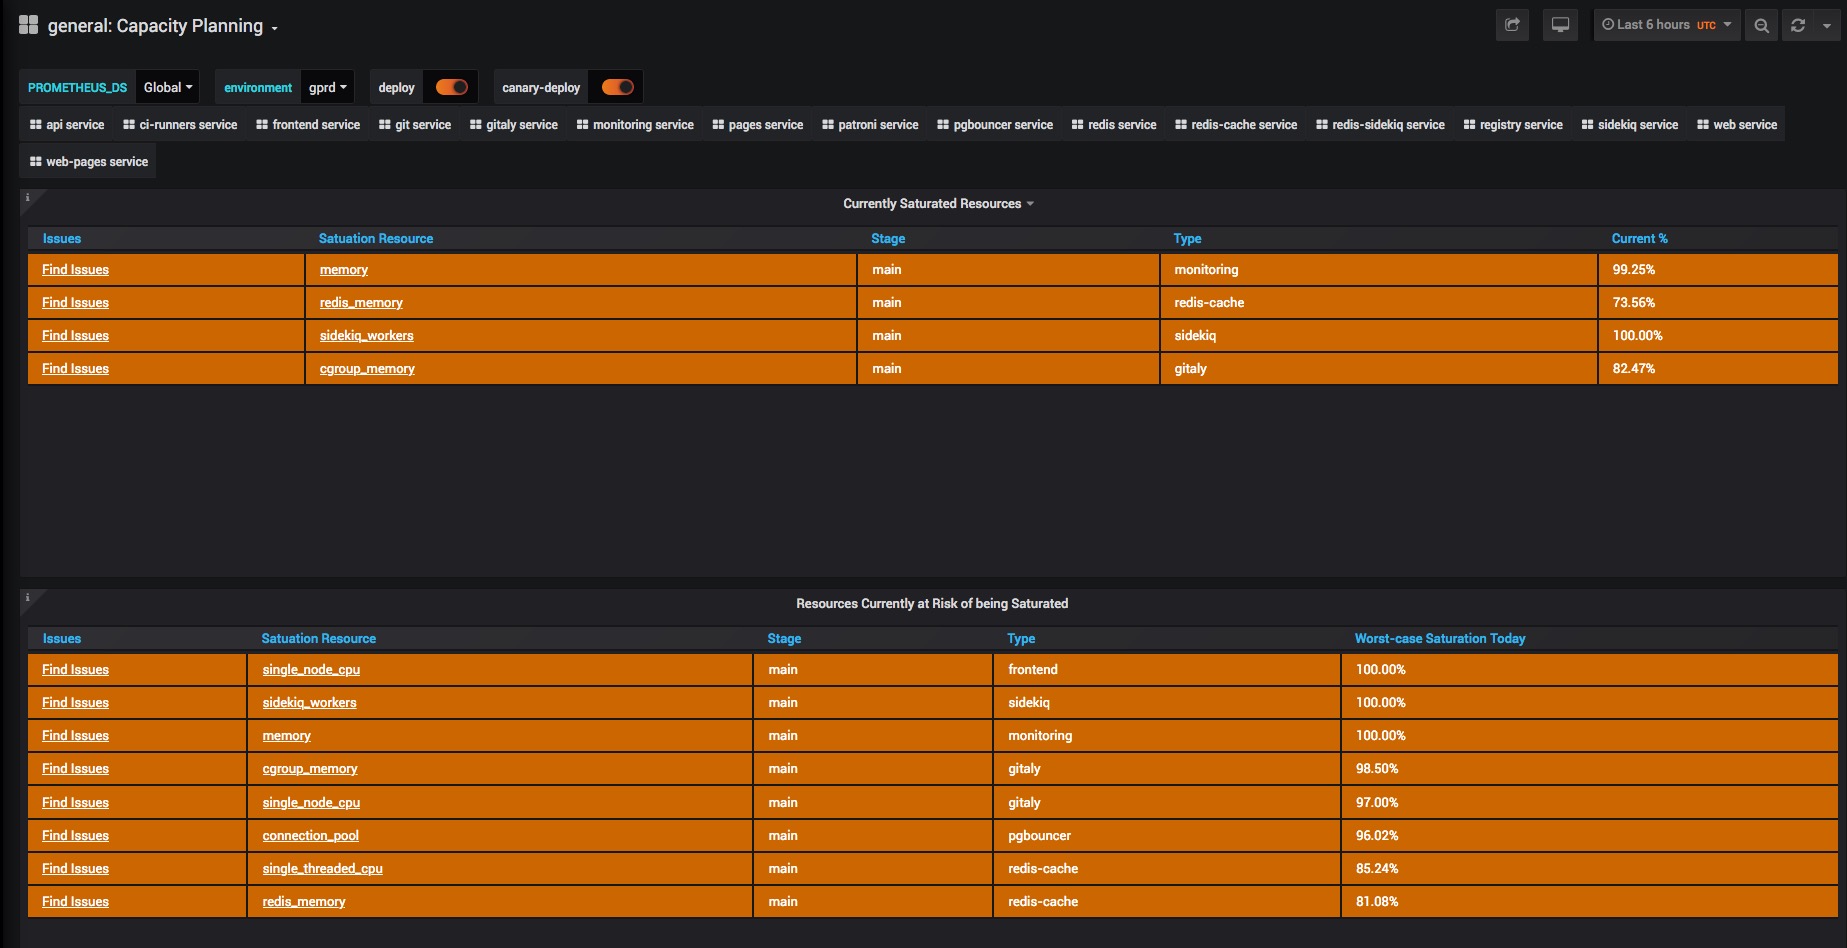 general: Capacity Planning
Last 6 hours UTC
PROMETHEUS_DS Global environment gprd deploy canary-deploy
api service ci-runners service frontend service git service gitaly service monitoring service pages service patroni service pgbouncer service redis service redis-cache service redis-sidekiq service registry service sidekiq service web service
web-pages service
i
Currently Saturated Resources
Issues Satuation Resource Stage Type Current %
Find Issues memory main monitoring 99.25%
Find Issues redis_memory main redis-cache 73.56%
Find Issues sidekiq_workers main sidekiq 100.00%
Find Issues cgroup_memory main gitaly 82.47%
i
Resources Currently at Risk of being Saturated
Issues Satuation Resource Stage Type Worst-case Saturation Today
Find Issues single_node_cpu main frontend 100.00%
Find Issues sidekiq_workers main sidekiq 100.00%
Find Issues memory main monitoring 100.00%
Find Issues cgroup_memory main gitaly 98.50%
Find Issues single_node_cpu main gitaly 97.00%
Find Issues connection_pool main pgbouncer 96.02%
Find Issues single_threaded_cpu main redis-cache 85.24%
Find Issues redis_memory main redis-cache 81.08%